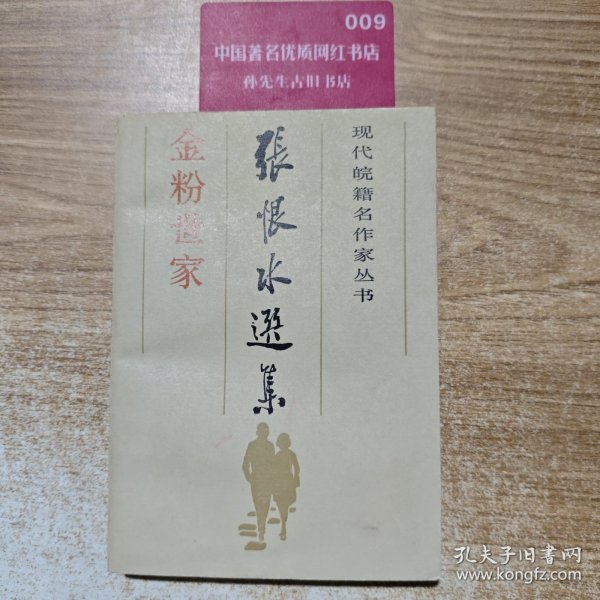 009
中国著名优质网红书店
孙先生古旧书店
现代皖籍名作家丛书
張恨水選集
金粉世家
孔夫子旧书网
www.kongfz.com